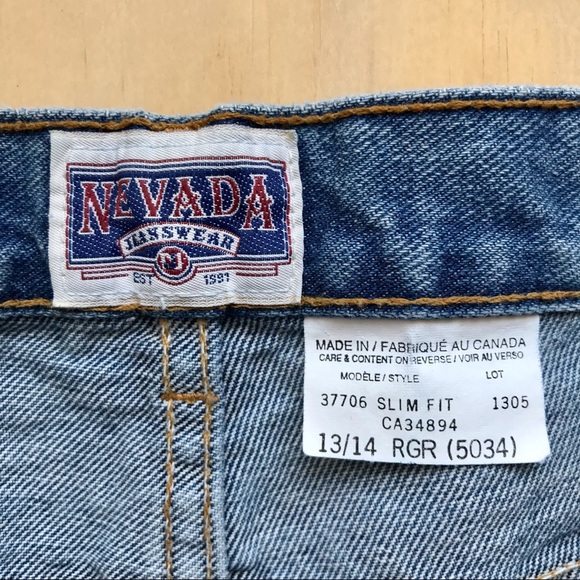 NEVADA
JEANSWEAR
EST 1991
MADE IN / FABRIQUÉ AU CANADA
CARE & CONTENT ON REVERSE / VOIR AU VERSO
MODÈLE / STYLE LOT
37706 SLIM FIT 1305
CA34894
13/14 RGR (5034)